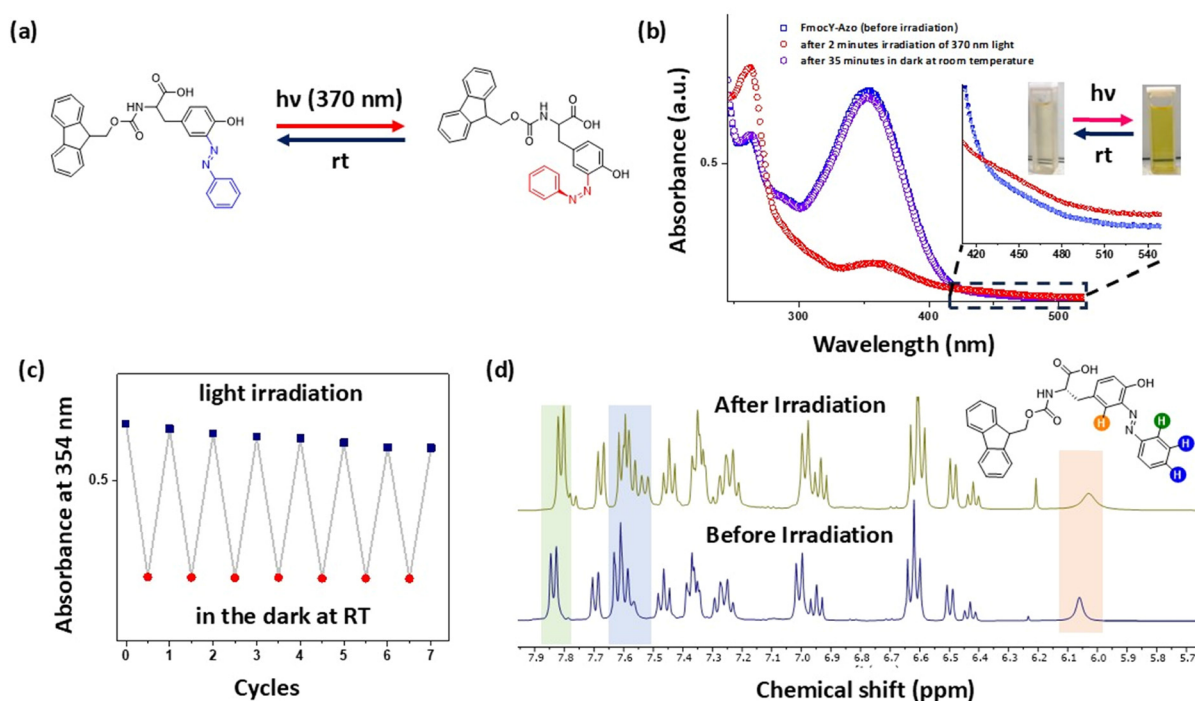 (a)
OH
H
N
O
O
OH
N
N
hν (370 nm)
rt
H
N
O
O
O
OH
OH
N
N
(b)
FmocY-Azo (before irradiation)
after 2 minutes irradiation of 370 nm light
after 35 minutes in dark at room temperature
Absorbance (a.u.)
0.5
hν
rt
420 450 480 510 540
300 400 500
Wavelength (nm)
(c)
light irradiation
Absorbance at 354 nm
0.5
in the dark at RT
0 1 2 3 4 5 6 7
Cycles
(d)
After Irradiation
Before Irradiation
O
OH
H
N
O
O
OH
N
N
H
H
H
H
7.9 7.8 7.7 7.6 7.5 7.4 7.3 7.2 7.1 7.0 6.9 6.8 6.7 6.6 6.5 6.4 6.3 6.2 6.1 6.0 5.9 5.8 5.7
Chemical shift (ppm)